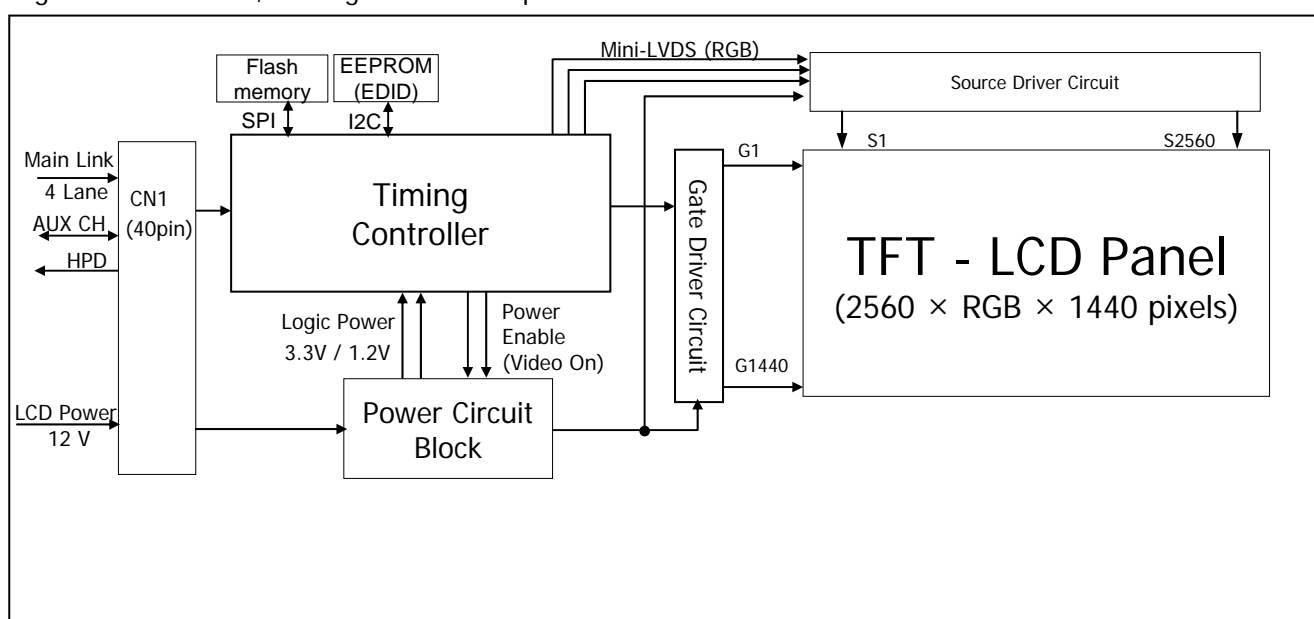 Mini-LVDS (RGB)
Flash
memory
EEPROM
(EDID)
Source Driver Circuit
SPI
I2C
S1
S2560
Main Link
4 Lane
AUX CH
HPD
CN1
(40pin)
Timing
Controller
G1
Gate Driver Circuit
G1440
TFT - LCD Panel
(2560 × RGB × 1440 pixels)
Logic Power
3.3V / 1.2V
Power
Enable
(Video On)
LCD Power
12 V
Power Circuit
Block